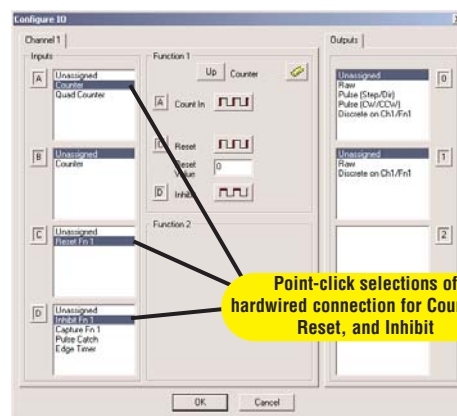 Configure IO
Channel 1
Inputs
A
Unassigned
Counter
Quad Counter
B
Unassigned
Counter
C
Unassigned
Reset Fn 1
D
Unassigned
Inhibit Fn 1
Capture Fn 1
Pulse Catch
Edge Timer
Function 1
Up Counter
A Count In
Reset
Reset Value 0
D Inhibit
Function 2
Outputs
Unassigned
Raw
Pulse (Step/Dir)
Pulse (CW/CCW)
Discrete on Ch1/Fn1
0
Unassigned
Raw
Discrete on Ch1/Fn1
1
2
Point-click selections of
hardwired connection for Cou
Reset, and Inhibit
OK Cancel